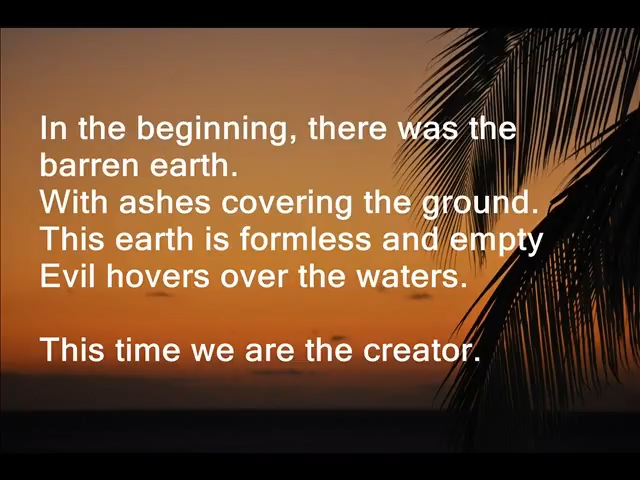 In the beginning, there was the
barren earth.
With ashes covering the ground.
This earth is formless and empty
Evil hovers over the waters.
This time we are the creator.